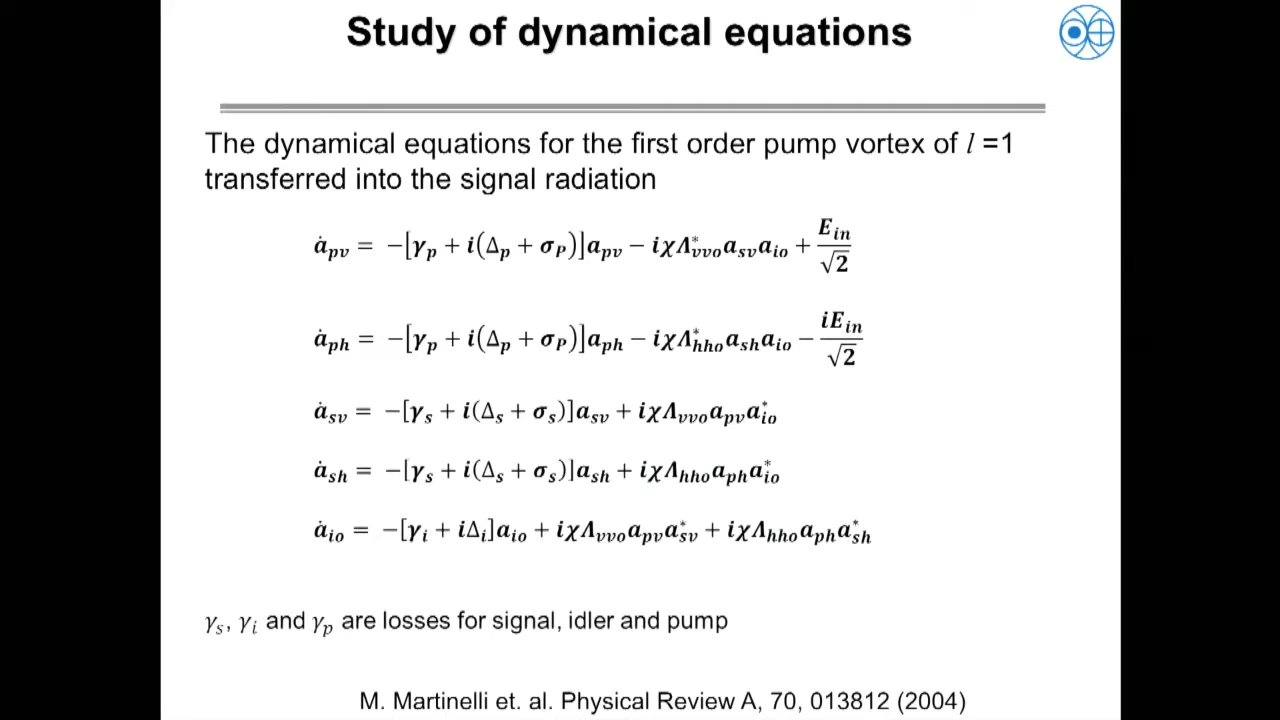 Study of dynamical equations
The dynamical equations for the first order pump vortex of l =1
transferred into the signal radiation
ȧ_pv = −[γ_p + i(Δ_p + σ_P)]a_pv − iχΛ*_vvo a_sv a_io + E_in/√2
ȧ_ph = −[γ_p + i(Δ_p + σ_P)]a_ph − iχΛ*_hho a_sh a_io − iE_in/√2
ȧ_sv = −[γ_s + i(Δ_s + σ_s)]a_sv + iχΛ_vvo a_pv a*_io
ȧ_sh = −[γ_s + i(Δ_s + σ_s)]a_sh + iχΛ_hho a_ph a*_io
ȧ_io = −[γ_i + iΔ_i]a_io + iχΛ_vvo a_pv a*_sv + iχΛ_hho a_ph a*_sh
γ_s, γ_i and γ_p are losses for signal, idler and pump
M. Martinelli et. al. Physical Review A, 70, 013812 (2004)